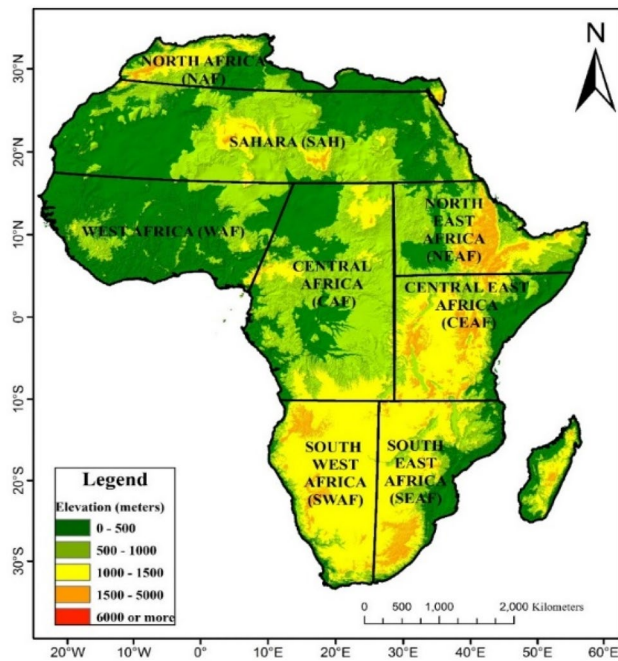 N
NORTH AFRICA
(NAF)
SAHARA (SAH)
WEST AFRICA (WAF)
NORTH
EAST
AFRICA
(NEAF)
CENTRAL
AFRICA
(CAF)
CENTRAL EAST
AFRICA
(CEAF)
SOUTH
WEST
AFRICA
(SWAF)
SOUTH
EAST
AFRICA
(SEAF)
Legend
Elevation (meters)
0 - 500
500 - 1000
1000 - 1500
1500 - 5000
6000 or more
0 500 1,000 2,000 Kilometers
30°N
20°N
10°N
0°
10°S
20°S
30°S
20°W 10°W 0° 10°E 20°E 30°E 40°E 50°E 60°E